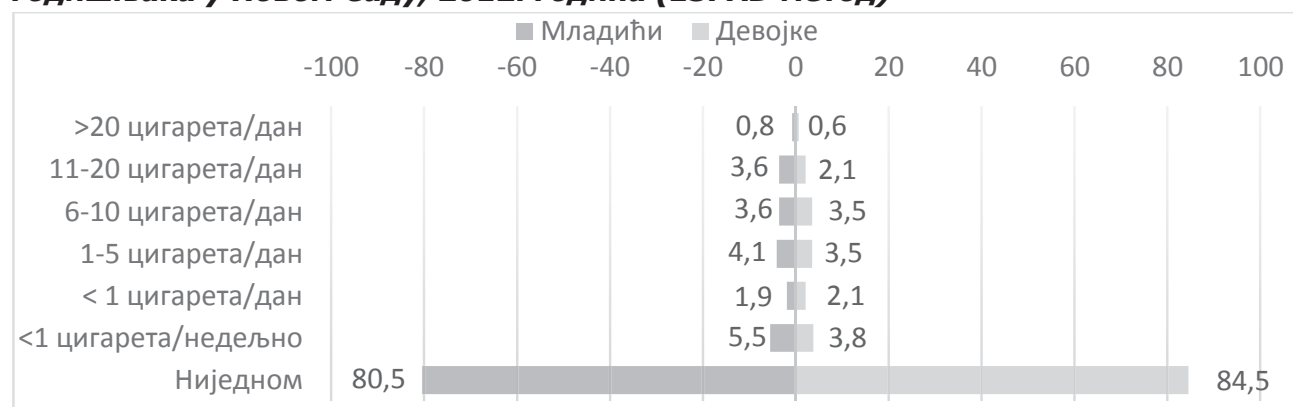 Младићи Девојке
-100 -80 -60 -40 -20 0 20 40 60 80 100
>20 цигарета/дан 0,8 0,6
11-20 цигарета/дан 3,6 2,1
6-10 цигарета/дан 3,6 3,5
1-5 цигарета/дан 4,1 3,5
< 1 цигарета/дан 1,9 2,1
<1 цигарета/недељно 5,5 3,8
Ниједном 80,5 84,5